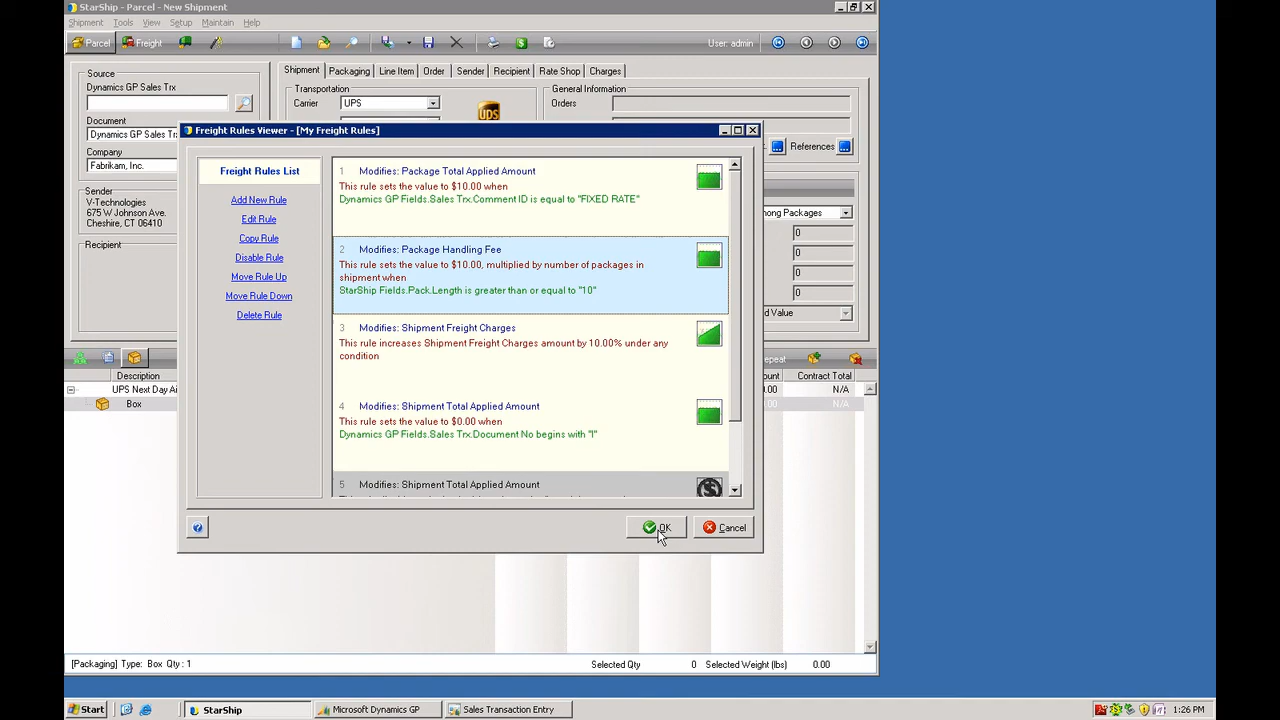 StarShip - Parcel - New Shipment
Shipment Tools View Setup Maintain Help
Parcel Freight User: admin
Source
Dynamics GP Sales Trx
Document
Dynamics GP Sales Tr
Company
Fabrikam, Inc.
Sender
V-Technologies
675 W Johnson Ave.
Cheshire, CT 06410
Recipient
Shipment Packaging Line Item Order Sender Recipient Rate Shop Charges
Transportation
Carrier UPS
General Information
Orders
References
Freight Rules Viewer - [My Freight Rules]
Freight Rules List
Add New Rule
Edit Rule
Copy Rule
Disable Rule
Move Rule Up
Move Rule Down
Delete Rule
1 Modifies: Package Total Applied Amount
This rule sets the value to $10.00 when
Dynamics GP Fields.Sales Trx.Comment ID is equal to "FIXED RATE"
2 Modifies: Package Handling Fee
This rule sets the value to $10.00, multiplied by number of packages in
shipment when
StarShip Fields.Pack.Length is greater than or equal to "10"
3 Modifies: Shipment Freight Charges
This rule increases Shipment Freight Charges amount by 10.00% under any
condition
4 Modifies: Shipment Total Applied Amount
This rule sets the value to $0.00 when
Dynamics GP Fields.Sales Trx.Document No begins with "I"
5 Modifies: Shipment Total Applied Amount
OK Cancel
mong Packages
0
0
0
0
d Value
epeat
Description ount Contract Total
UPS Next Day Ai 0.00 N/A
Box .00 N/A
[Packaging] Type: Box Qty : 1 Selected Qty 0 Selected Weight (lbs) 0.00
Start StarShip Microsoft Dynamics GP Sales Transaction Entry 1:26 PM